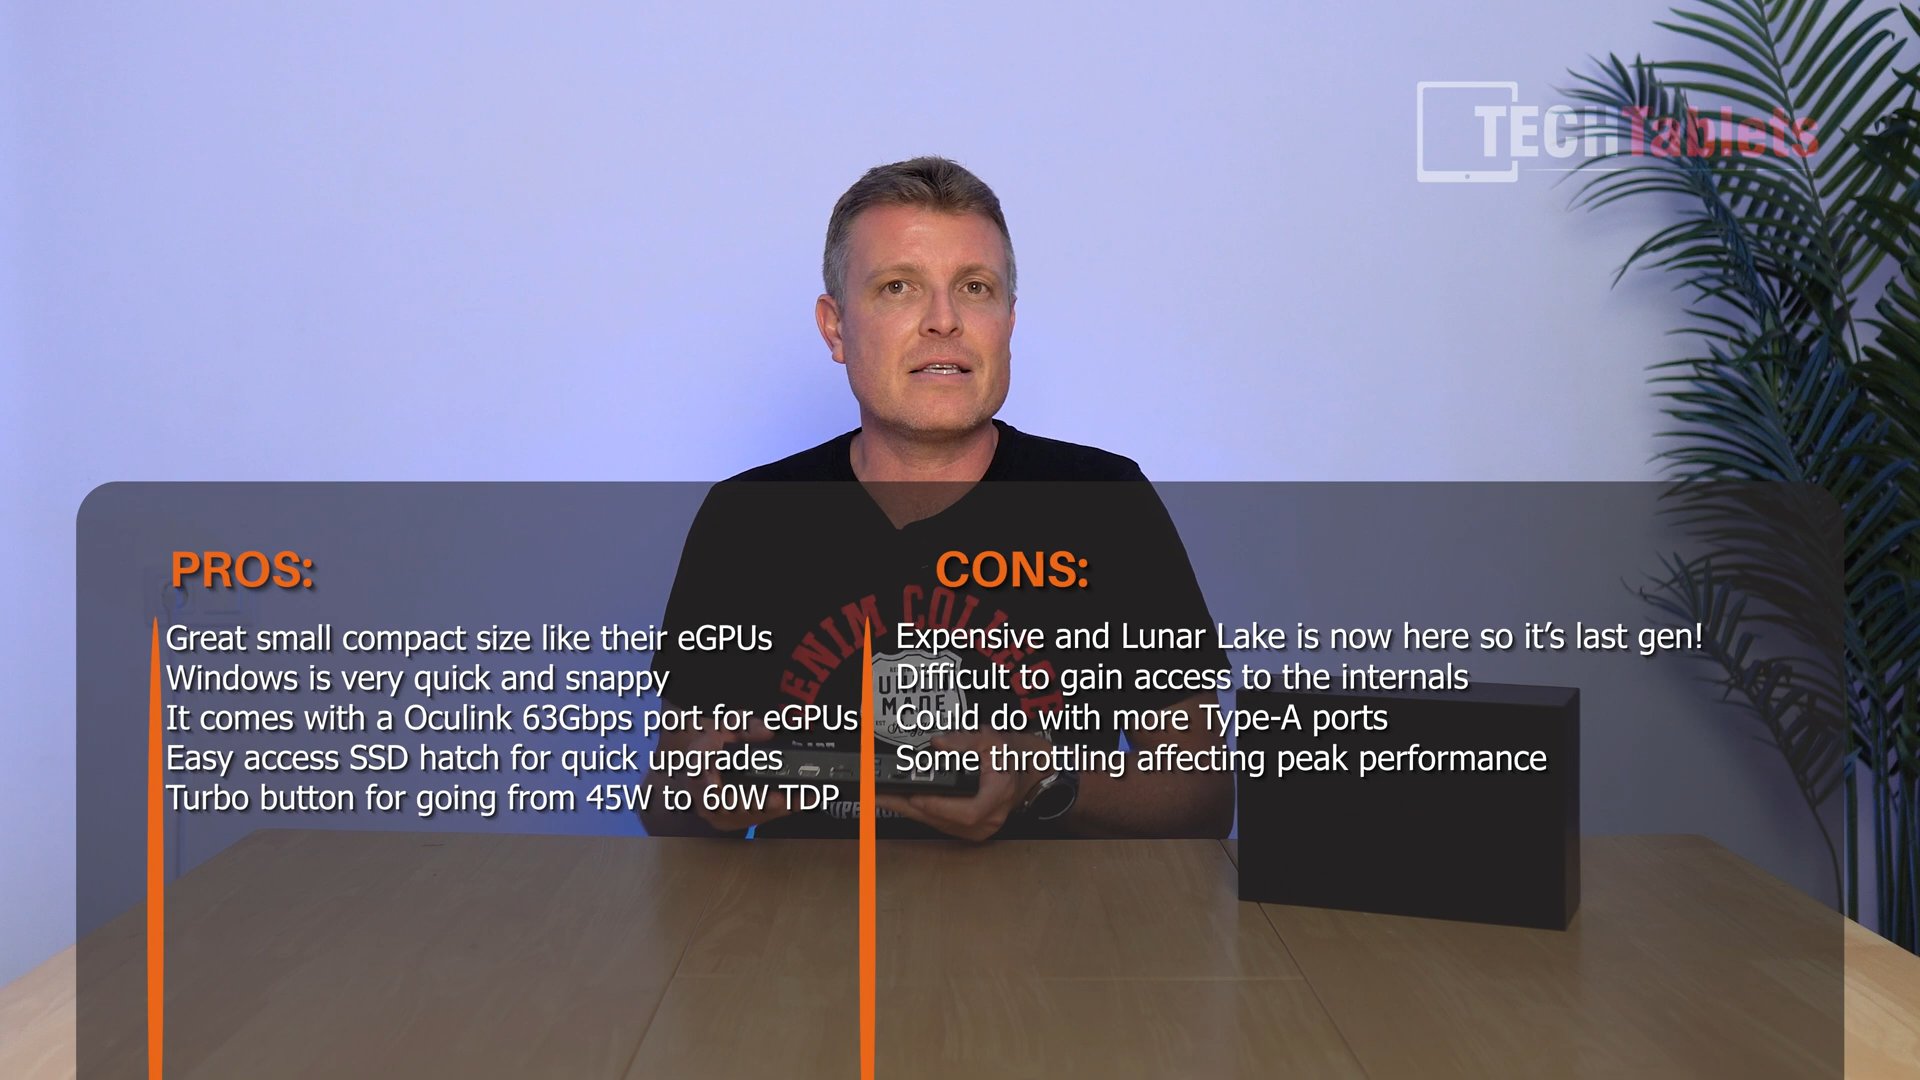 TECHTablets
PROS:
Great small compact size like their eGPUs
Windows is very quick and snappy
It comes with a Oculink 63Gbps port for eGPUs
Easy access SSD hatch for quick upgrades
Turbo button for going from 45W to 60W TDP
CONS:
Expensive and Lunar Lake is now here so it's last gen!
Difficult to gain access to the internals
Could do with more Type-A ports
Some throttling affecting peak performance
ENIM COLLEGE
MADE